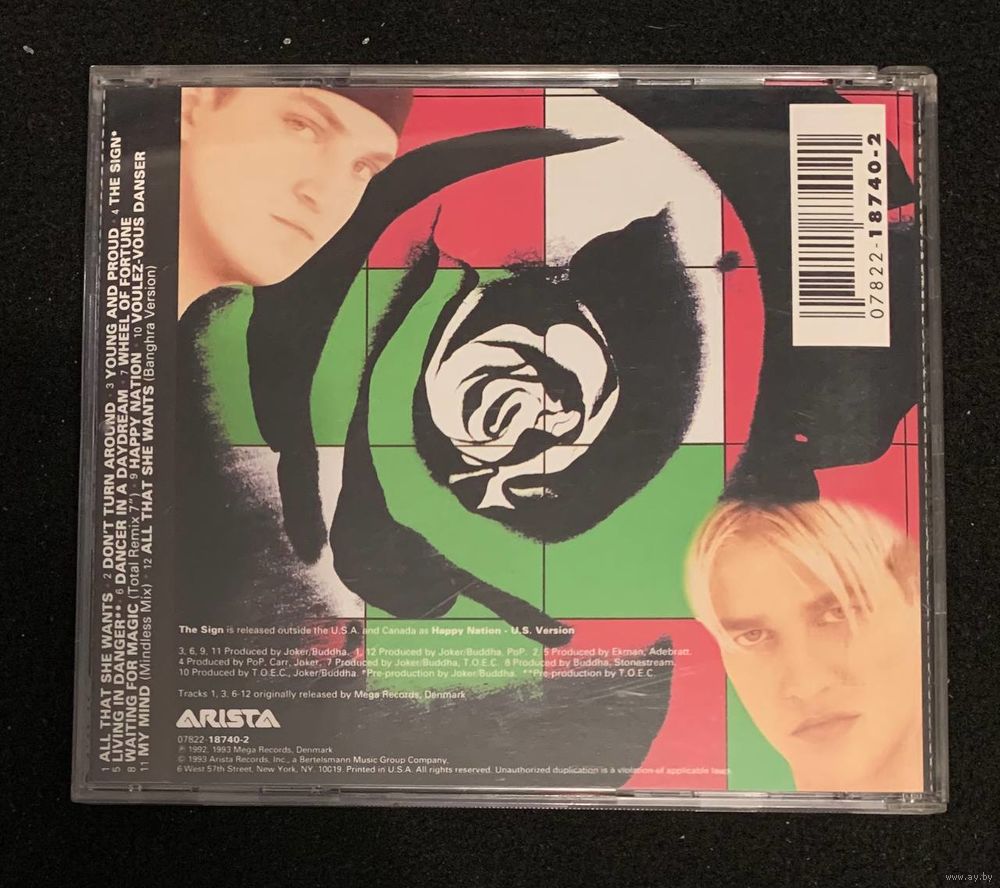 1 ALL THAT SHE WANTS · 2 DON'T TURN AROUND · 3 YOUNG AND PROUD · 4 THE SIGN*
5 LIVING IN DANGER** · 6 DANCER IN A DAYDREAM · 7 WHEEL OF FORTUNE
8 WAITING FOR MAGIC (Total Remix 7") · 9 HAPPY NATION · 10 VOULEZ-VOUS DANSER
11 MY MIND (Mindless Mix) · 12 ALL THAT SHE WANTS (Banghra Version)
07822-18740-2
The Sign is released outside the U.S.A. and Canada as Happy Nation - U.S. Version
3, 6, 9, 11 Produced by Joker/Buddha. 1, 12 Produced by Joker/Buddha, PoP. 2, 5 Produced by Ekman, Adebratt.
4 Produced by PoP, Carr, Joker. 7 Produced by Joker/Buddha, T.O.E.C. 8 Produced by Buddha, Stonestream.
10 Produced by T.O.E.C., Joker/Buddha. *Pre-production by Joker/Buddha. **Pre-production by T.O.E.C.
Tracks 1, 3, 6-12 originally released by Mega Records, Denmark
ARISTA
07822-18740-2
℗ 1992, 1993 Mega Records, Denmark
© 1993 Arista Records, Inc., a Bertelsmann Music Group Company,
6 West 57th Street, New York, NY, 10019. Printed in U.S.A. All rights reserved. Unauthorized duplication is a violation of applicable laws.
www.ay.by